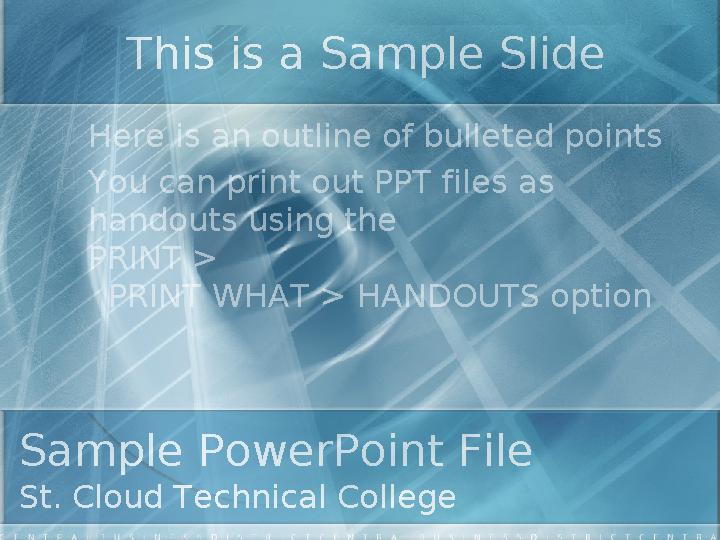 This is a Sample Slide
Here is an outline of bulleted points
You can print out PPT files as
handouts using the
PRINT >
PRINT WHAT > HANDOUTS option
Sample PowerPoint File
St. Cloud Technical College